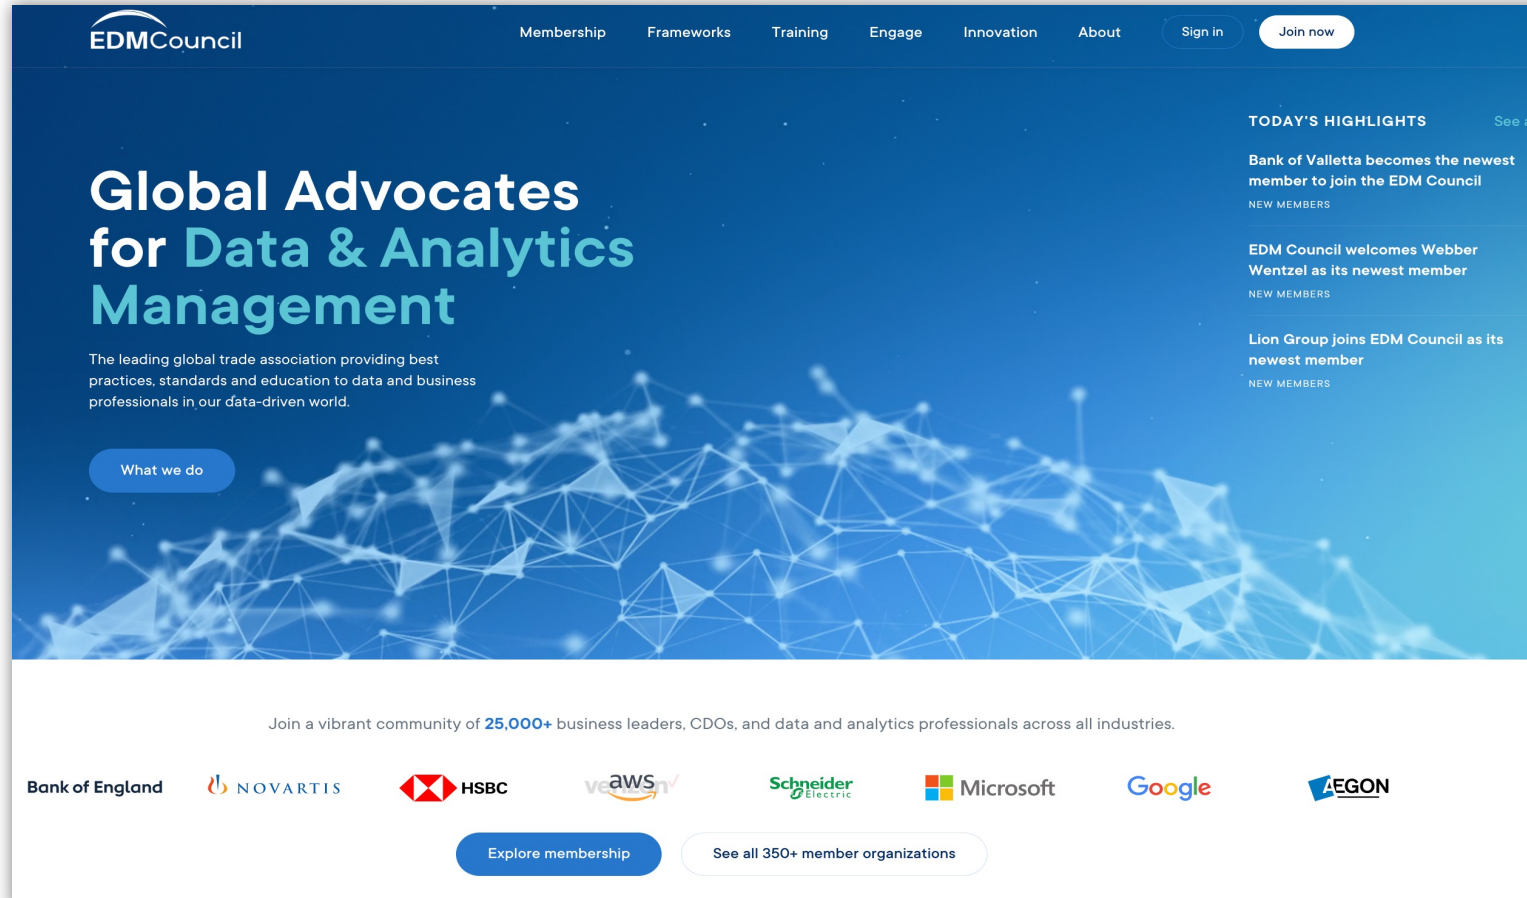 EDMCouncil
Membership Frameworks Training Engage Innovation About Sign in Join now
Global Advocates
for Data & Analytics
Management
The leading global trade association providing best
practices, standards and education to data and business
professionals in our data-driven world.
What we do
TODAY'S HIGHLIGHTS See
Bank of Valletta becomes the newest
member to join the EDM Council
NEW MEMBERS
EDM Council welcomes Webber
Wentzel as its newest member
NEW MEMBERS
Lion Group joins EDM Council as its
newest member
NEW MEMBERS
Join a vibrant community of 25,000+ business leaders, CDOs, and data and analytics professionals across all industries.
Bank of England NOVARTIS HSBC verizon aws Schneider Electric Microsoft Google AEGON
Explore membership See all 350+ member organizations